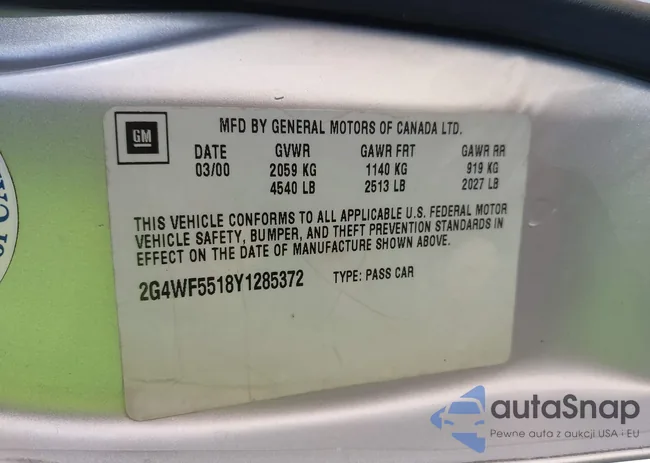 GM
MFD BY GENERAL MOTORS OF CANADA LTD.
DATE GVWR GAWR FRT GAWR RR
03/00 2059 KG 1140 KG 919 KG
4540 LB 2513 LB 2027 LB
THIS VEHICLE CONFORMS TO ALL APPLICABLE U.S. FEDERAL MOTOR
VEHICLE SAFETY, BUMPER, AND THEFT PREVENTION STANDARDS IN
EFFECT ON THE DATE OF MANUFACTURE SHOWN ABOVE.
2G4WF5518Y1285372 TYPE: PASS CAR
autaSnap
Pewne auta z aukcji USA i EU